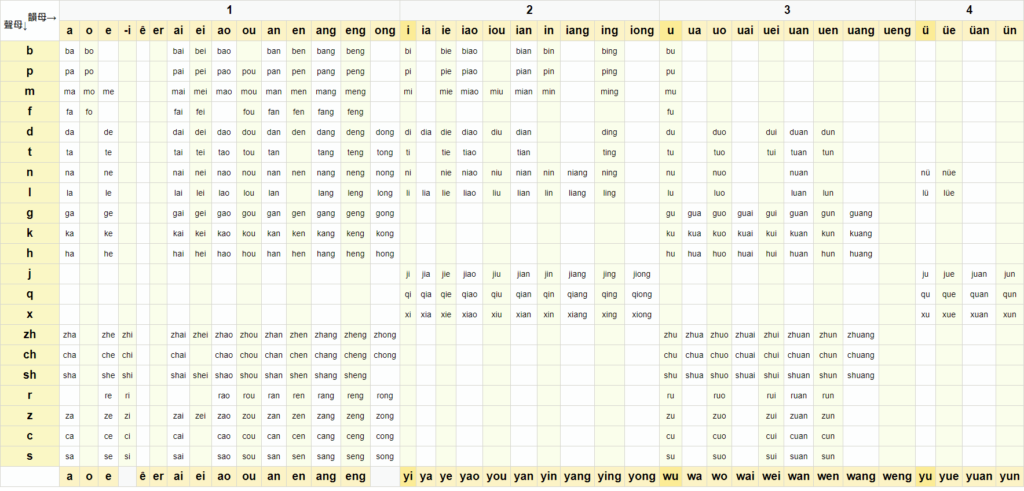 1 2 3 4
韻母→
聲母↓
a o e -i ê er ai ei ao ou an en ang eng ong i ia ie iao iou ian in iang ing iong u ua uo uai uei uan uen uang ueng ü üe üan ün
b ba bo bai bei bao ban ben bang beng bi bie biao bian bin bing bu
p pa po pai pei pao pou pan pen pang peng pi pie piao pian pin ping pu
m ma mo me mai mei mao mou man men mang meng mi mie miao miu mian min ming mu
f fa fo fai fei fou fan fen fang feng fu
d da de dai dei dao dou dan den dang deng dong di dia die diao diu dian ding du duo dui duan dun
t ta te tai tei tao tou tan tang teng tong ti tie tiao tian ting tu tuo tui tuan tun
n na ne nai nei nao nou nan nen nang neng nong ni nie niao niu nian nin niang ning nu nuo nuan nü nüe
l la le lai lei lao lou lan lang leng long li lia lie liao liu lian lin liang ling lu luo luan lun lü lüe
g ga ge gai gei gao gou gan gen gang geng gong gu gua guo guai gui guan gun guang
k ka ke kai kei kao kou kan ken kang keng kong ku kua kuo kuai kui kuan kun kuang
h ha he hai hei hao hou han hen hang heng hong hu hua huo huai hui huan hun huang
j ji jia jie jiao jiu jian jin jiang jing jiong ju jue juan jun
q qi qia qie qiao qiu qian qin qiang qing qiong qu que quan qun
x xi xia xie xiao xiu xian xin xiang xing xiong xu xue xuan xun
zh zha zhe zhi zhai zhei zhao zhou zhan zhen zhang zheng zhong zhu zhua zhuo zhuai zhui zhuan zhun zhuang
ch cha che chi chai chao chou chan chen chang cheng chong chu chua chuo chuai chui chuan chun chuang
sh sha she shi shai shei shao shou shan shen shang sheng shu shua shuo shuai shui shuan shun shuang
r re ri rao rou ran ren rang reng rong ru ruo rui ruan run
z za ze zi zai zei zao zou zan zen zang zeng zong zu zuo zui zuan zun
c ca ce ci cai cao cou can cen cang ceng cong cu cuo cui cuan cun
s sa se si sai sao sou san sen sang seng song su suo sui suan sun
a o e ê er ai ei ao ou an en ang eng yi ya ye yao you yan yin yang ying yong wu wa wo wai wei wan wen wang weng yu yue yuan yun